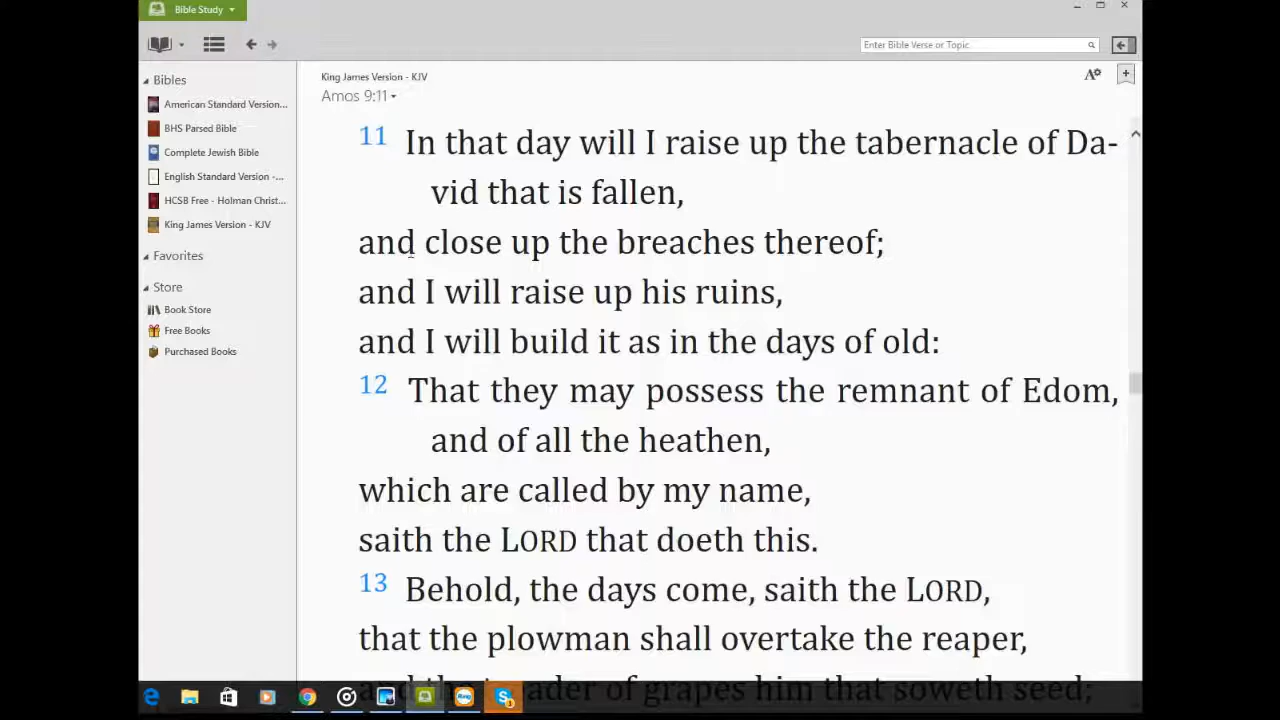 Bible Study
Enter Bible Verse or Topic
Bibles
American Standard Version...
BHS Parsed Bible
Complete Jewish Bible
English Standard Version -...
HCSB Free - Holman Christ...
King James Version - KJV
Favorites
Store
Book Store
Free Books
Purchased Books
King James Version - KJV
Amos 9:11
11 In that day will I raise up the tabernacle of Da-
vid that is fallen,
and close up the breaches thereof;
and I will raise up his ruins,
and I will build it as in the days of old:
12 That they may possess the remnant of Edom,
and of all the heathen,
which are called by my name,
saith the LORD that doeth this.
13 Behold, the days come, saith the LORD,
that the plowman shall overtake the reaper,
and the treader of grapes him that soweth seed;